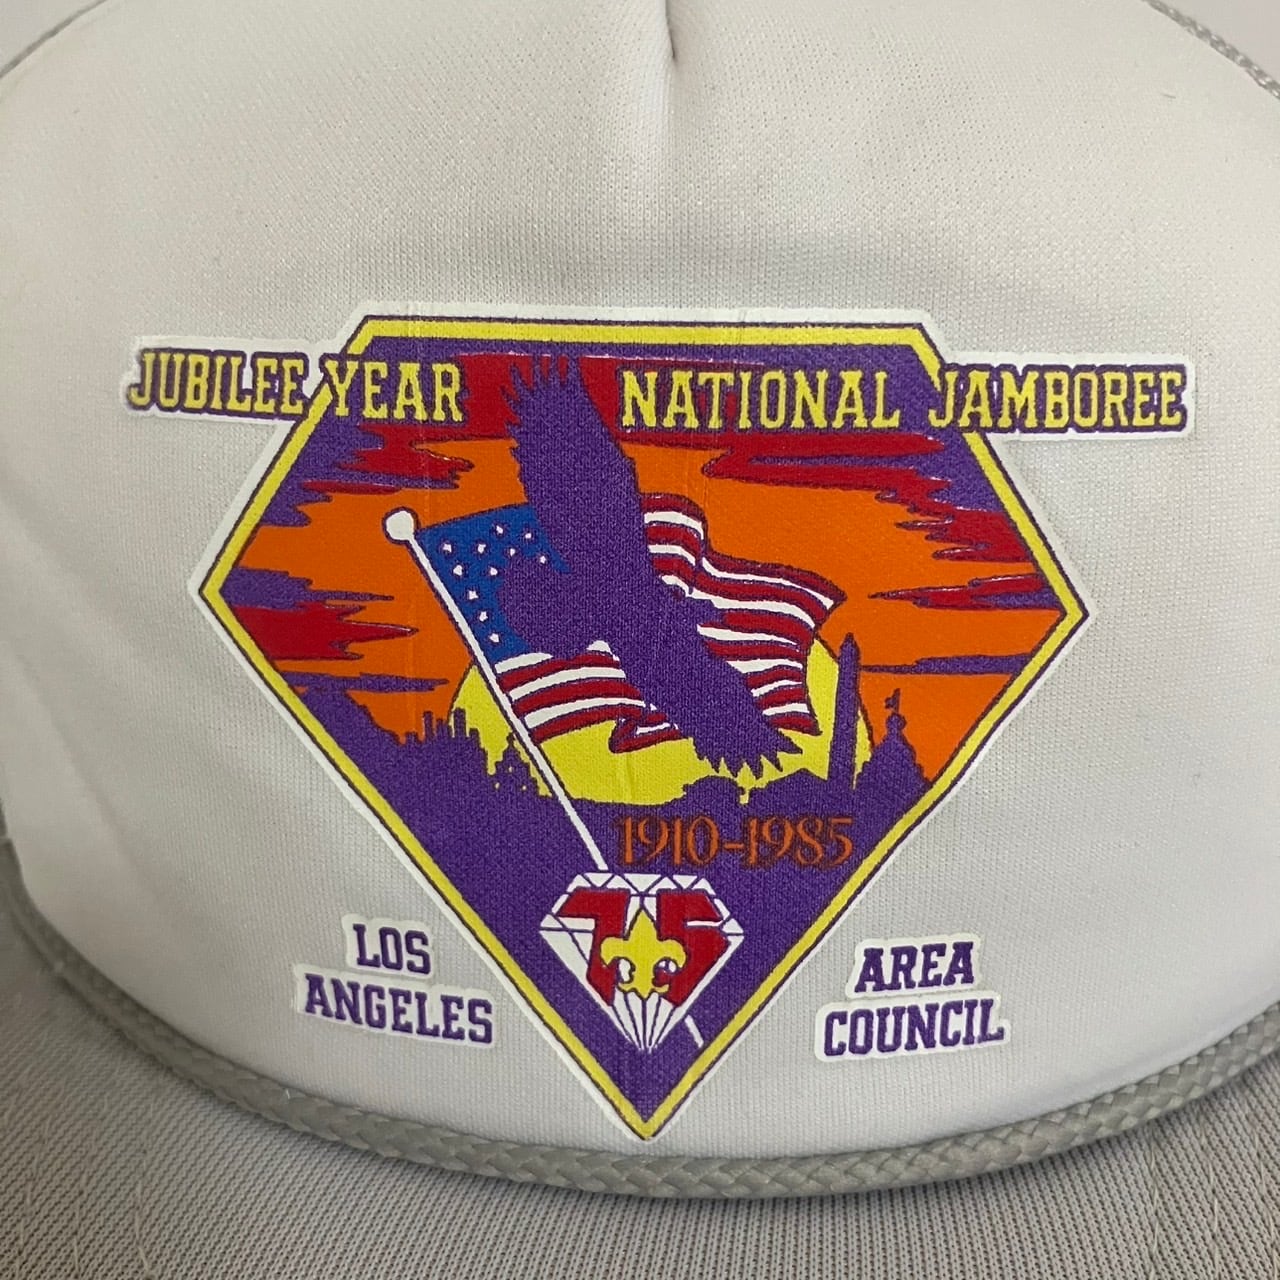 JUBILEE YEAR NATIONAL JAMBOREE
1910-1985
75
LOS
ANGELES
AREA
COUNCIL